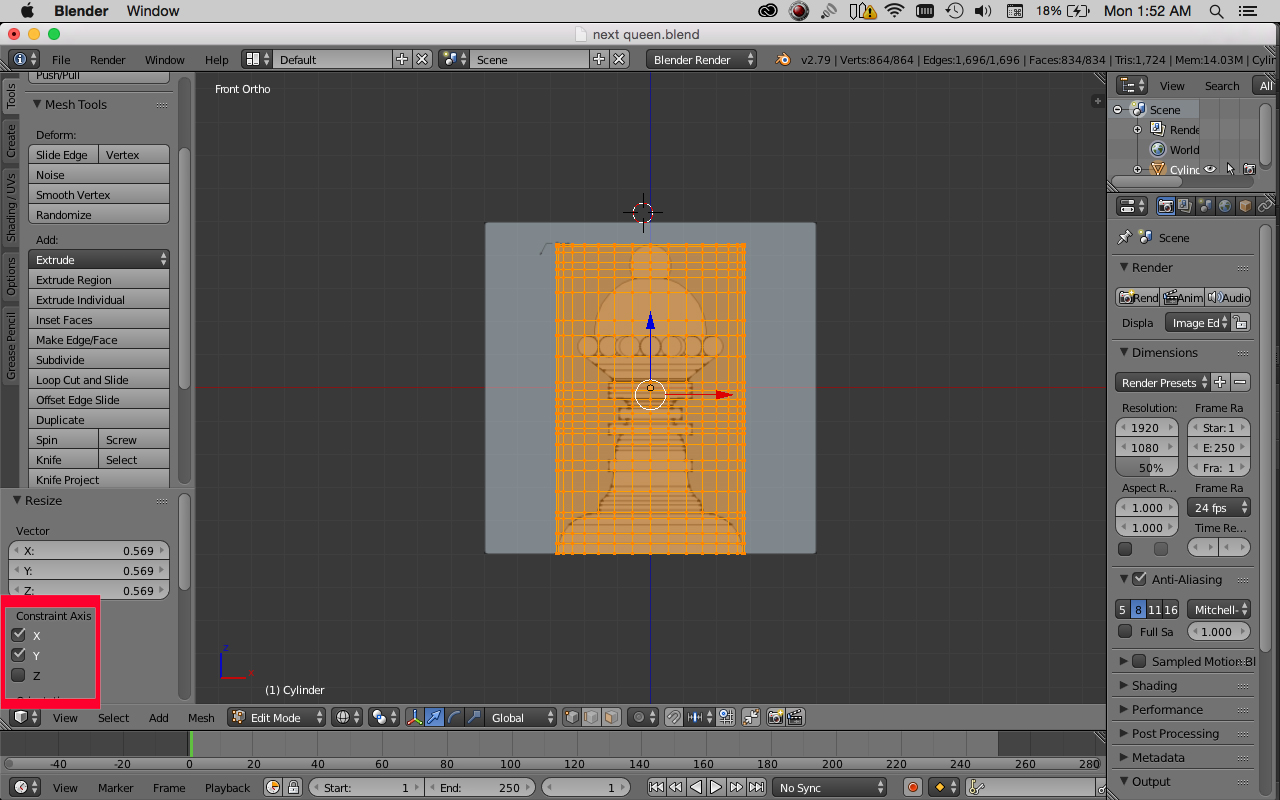 Blender Window 18% Mon 1:52 AM
next queen.blend
File Render Window Help Default Scene Blender Render v2.79 | Verts:864/864 | Edges:1,696/1,696 | Faces:834/834 | Tris:1,724 | Mem:14.03M | Cylin
Push/Pull
Mesh Tools
Deform:
Slide Edge Vertex
Noise
Smooth Vertex
Randomize
Add:
Extrude
Extrude Region
Extrude Individual
Inset Faces
Make Edge/Face
Subdivide
Loop Cut and Slide
Offset Edge Slide
Duplicate
Spin Screw
Knife Select
Knife Project
Tools
Create
Shading / UVs
Options
Grease Pencil
Resize
Vector
X: 0.569
Y: 0.569
Z: 0.569
Constraint Axis
X
Y
Z
Front Ortho
z
x
(1) Cylinder
View Search All
Scene
Rende
World
Cylinc
Scene
Render
Rend Anim Audio
Displa Image Ed
Dimensions
Render Presets
Resolution: Frame Ra
1920 Star: 1
1080 E: 250
50% Fra: 1
Aspect R... Frame Ra
1.000 24 fps
1.000 Time Re...
Anti-Aliasing
5 8 11 16 Mitchell-
Full Sa 1.000
Sampled Motion Bl
Shading
Performance
Post Processing
Metadata
Output
View Select Add Mesh Edit Mode Global
-40 -20 0 20 40 60 80 100 120 140 160 180 200 220 240 260 280
View Marker Frame Playback Start: 1 End: 250 1 No Sync